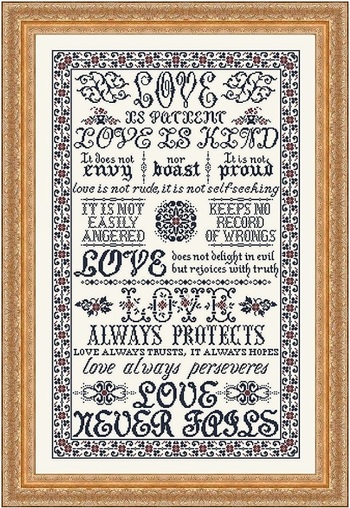 LOVE
IS PATIENT
LOVE IS KIND
It does not nor It is not
envy boast proud
love is not rude, it is not self-seeking
IT IS NOT KEEPS NO
EASILY RECORD
ANGERED OF WRONGS
LOVE does not delight in evil
but rejoices with truth
LOVE
ALWAYS PROTECTS
LOVE ALWAYS TRUSTS, IT ALWAYS HOPES
love always perseveres
LOVE
NEVER FAILS